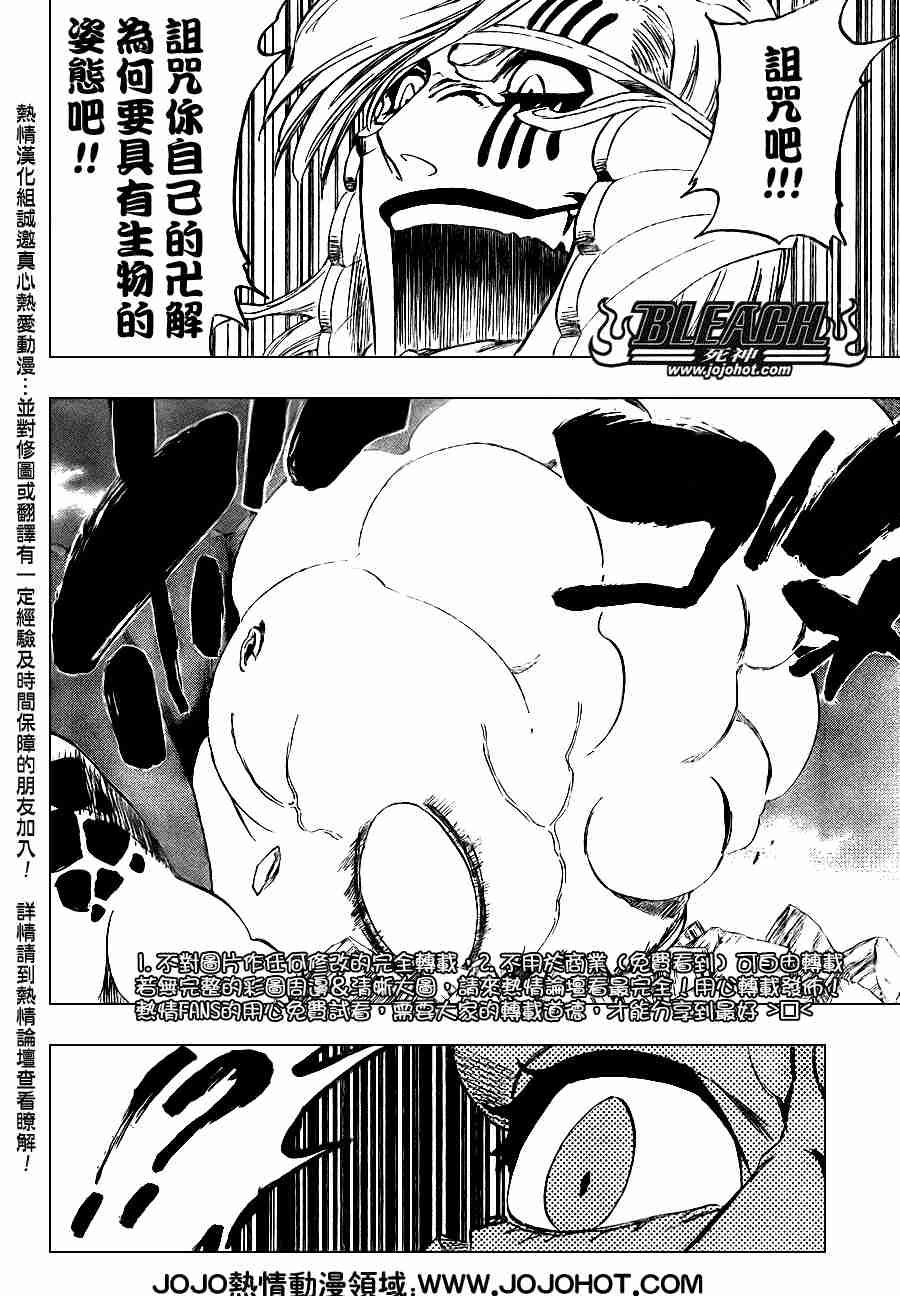 詛咒吧!!!
詛咒你自己的卍解
為何要具有生物的
姿態吧!!
BLEACH
死神
www.jojohot.com
熱情漢化組誠邀真心熱愛動漫…並對修圖或翻譯有一定經驗及時間保障的朋友加入！ 詳情請到熱情論壇查看瞭解！
1. 不對圖片作任何修改的完全轉載，2. 不用於商業（免費看到）可自由轉載
若無完整的彩圖周漫&清晰大圖，請來熱情論壇看最完全！用心轉載發佈！
熱情FANS的用心免費試看，需要大家的轉載道德，才能分享到最好 >□<
!?
JOJO熱情動漫領域:WWW.JOJOHOT.COM